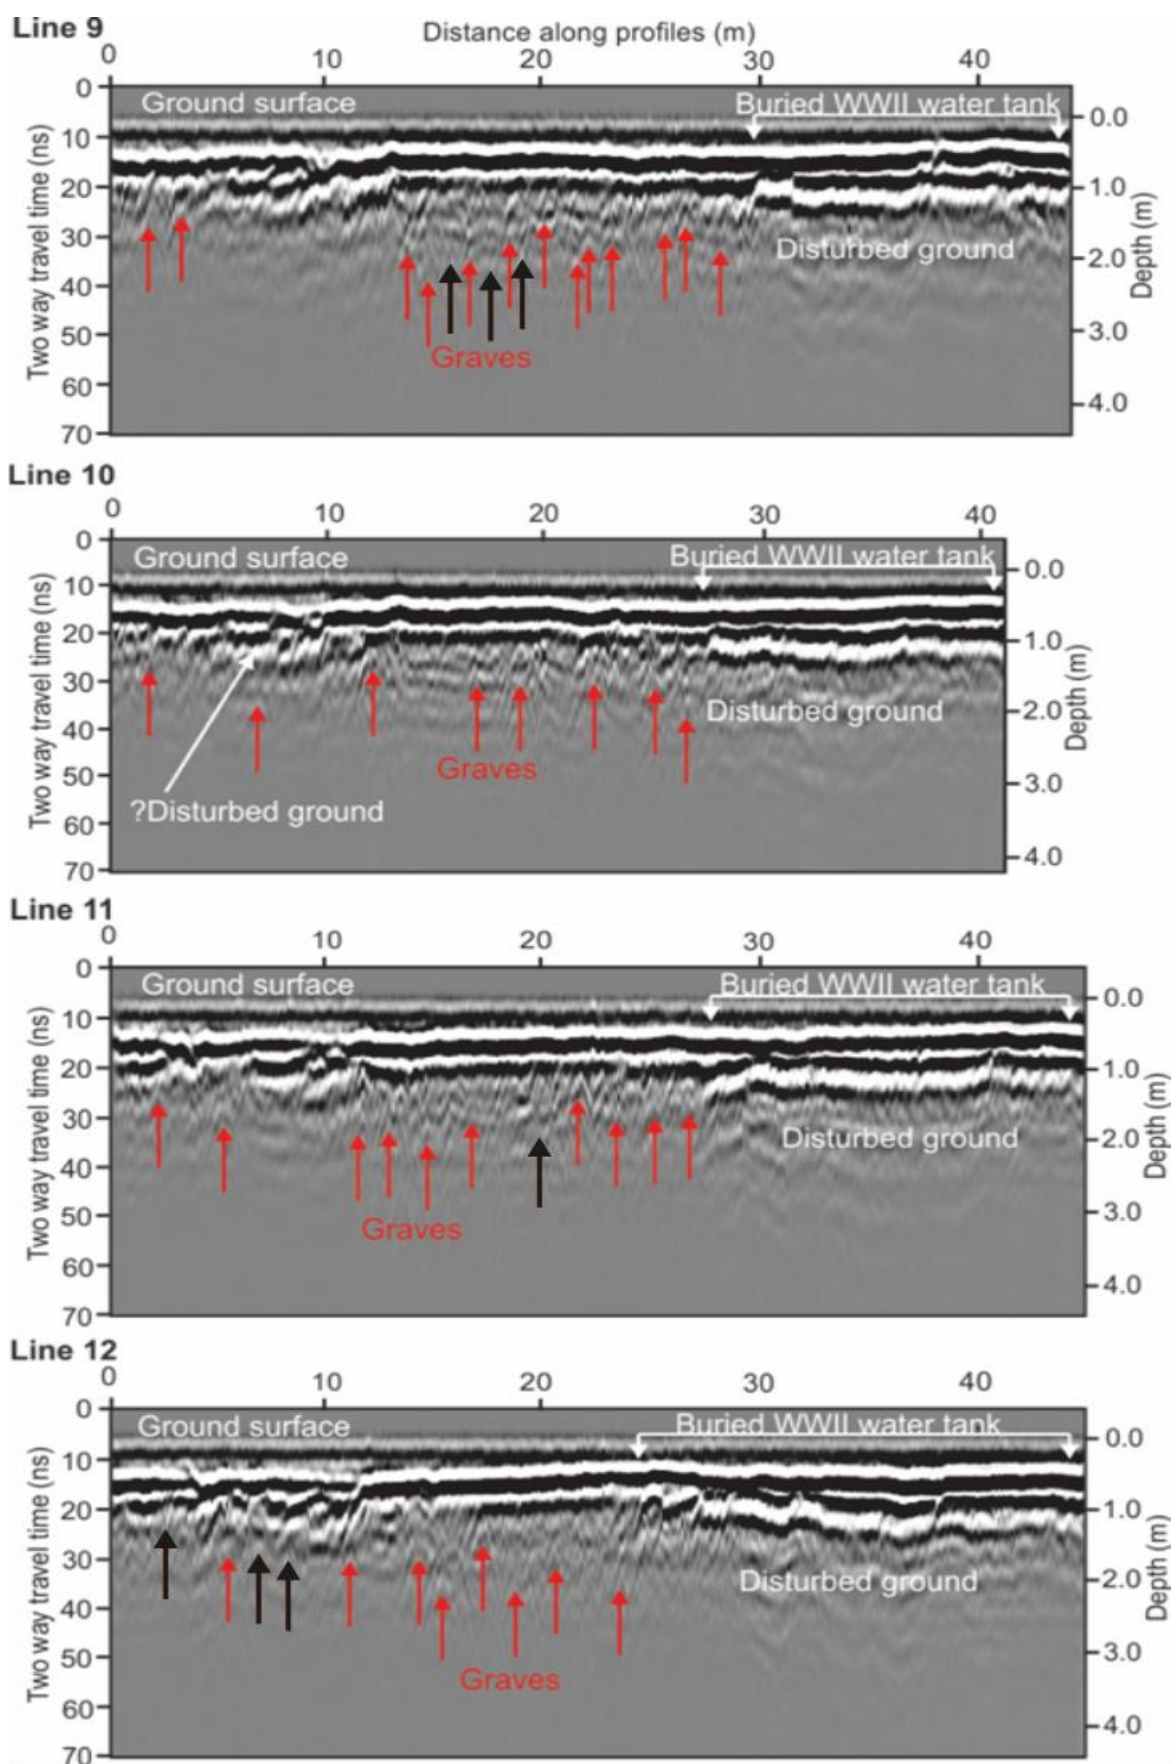 Line 9
Distance along profiles (m)
0 10 20 30 40
Two way travel time (ns)
0
10
20
30
40
50
60
70
Ground surface
Buried WWII water tank
Disturbed ground
Graves
0.0
1.0
2.0
3.0
4.0
Depth (m)
Line 10
0 10 20 30 40
Two way travel time (ns)
0
10
20
30
40
50
60
70
Ground surface
Buried WWII water tank
Disturbed ground
Graves
?Disturbed ground
0.0
1.0
2.0
3.0
4.0
Depth (m)
Line 11
0 10 20 30 40
Two way travel time (ns)
0
10
20
30
40
50
60
70
Ground surface
Buried WWII water tank
Disturbed ground
Graves
0.0
1.0
2.0
3.0
4.0
Depth (m)
Line 12
0 10 20 30 40
Two way travel time (ns)
0
10
20
30
40
50
60
70
Ground surface
Buried WWII water tank
Disturbed ground
Graves
0.0
1.0
2.0
3.0
4.0
Depth (m)